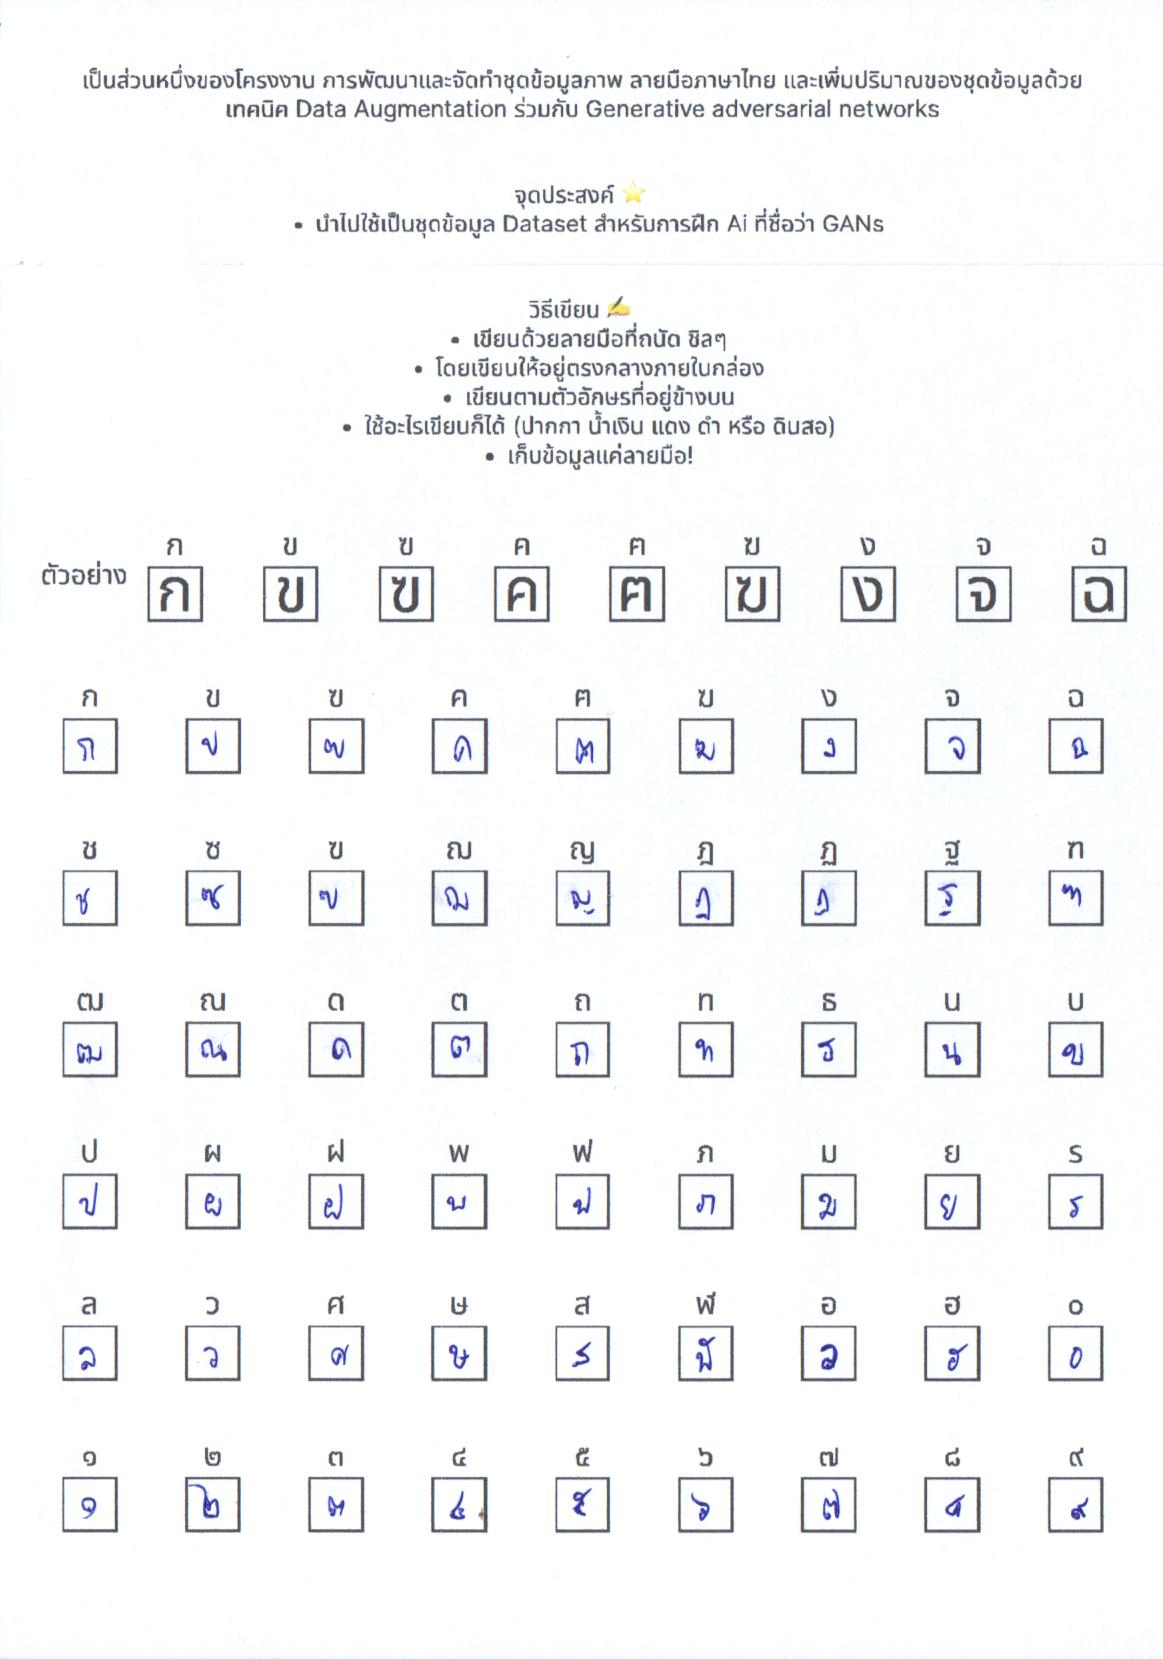 เป็นส่วนหนึ่งของโครงงาน การพัฒนาและจัดทำชุดข้อมูลภาพ ลายมือภาษาไทย และเพิ่มปริมาณของชุดข้อมูลด้วย
เทคนิค Data Augmentation ร่วมกับ Generative adversarial networks
จุดประสงค์ ⭐
• นำไปใช้เป็นชุดข้อมูล Dataset สำหรับการฝึก Ai ที่ชื่อว่า GANs
วิธีเขียน ✍
• เขียนด้วยลายมือที่ถนัด ชิลๆ
• โดยเขียนให้อยู่ตรงกลางภายในกล่อง
• เขียนตามตัวอักษรที่อยู่ข้างบน
• ใช้อะไรเขียนก็ได้ (ปากกา น้ำเงิน แดง ดำ หรือ ดินสอ)
• เก็บข้อมูลแค่ลายมือ!
ก ข ฃ ค ฅ ฆ ง จ ฉ
ตัวอย่าง ก ข ฃ ค ฅ ฆ ง จ ฉ
ก ข ฃ ค ฅ ฆ ง จ ฉ
ก ข ฃ ค ฅ ฆ ง จ ฉ
ช ซ ฃ ฌ ญ ฎ ฏ ฐ ฑ
ช ซ ฃ ฌ ญ ฎ ฏ ฐ ฑ
ฒ ณ ด ต ถ ท ธ น บ
ฒ ณ ด ต ถ ท ธ น บ
ป ผ ฝ พ ฟ ภ ม ย ร
ป ผ ฝ พ ฟ ภ ม ย ร
ล ว ศ ษ ส ฬ อ ฮ ๐
ล ว ศ ษ ส ฬ อ ฮ ๐
๑ ๒ ๓ ๔ ๕ ๖ ๗ ๘ ๙
๑ ๒ ๓ ๔ ๕ ๖ ๗ ๘ ๙